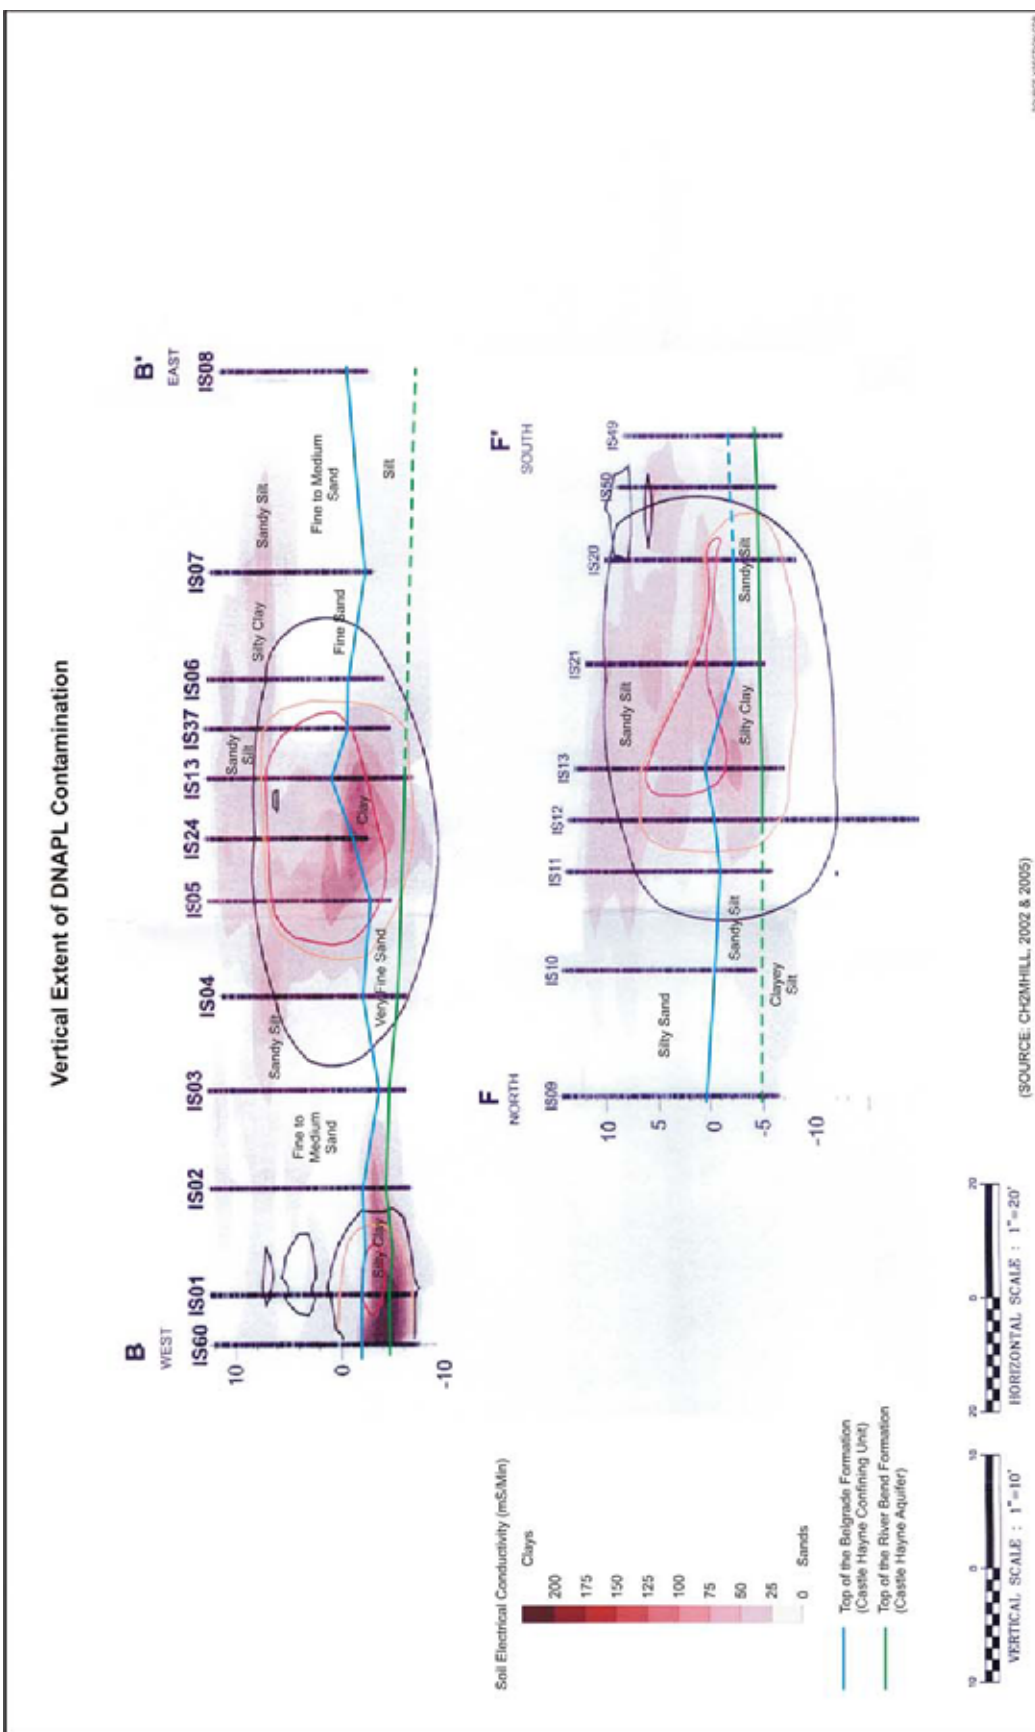 Vertical Extent of DNAPL Contamination
B
WEST
B'
EAST
IS60
IS01
IS02
IS03
IS04
IS05
IS24
IS13
IS37
IS06
IS07
IS08
10
0
-10
Silty Clay
Fine to
Medium
Sand
Sandy Silt
Very Fine Sand
Clay
Sandy
Silt
Silty Clay
Fine Sand
Sandy Silt
Fine to Medium
Sand
Silt
F
NORTH
F'
SOUTH
IS09
IS10
IS11
IS12
IS13
IS21
IS20
IS50
IS49
10
5
0
-5
-10
Silty Sand
Clayey
Silt
Sandy Silt
Sandy Silt
Silty Clay
Sandy Silt
Soil Electrical Conductivity (mS/Min)
Clays
200
175
150
125
100
75
50
25
0
Sands
Top of the Belgrade Formation
(Castle Hayne Confining Unit)
Top of the River Bend Formation
(Castle Hayne Aquifer)
10 0 10
VERTICAL SCALE : 1"=10'
20 0 20
HORIZONTAL SCALE : 1"=20'
(SOURCE: CH2MHILL, 2002 & 2005)